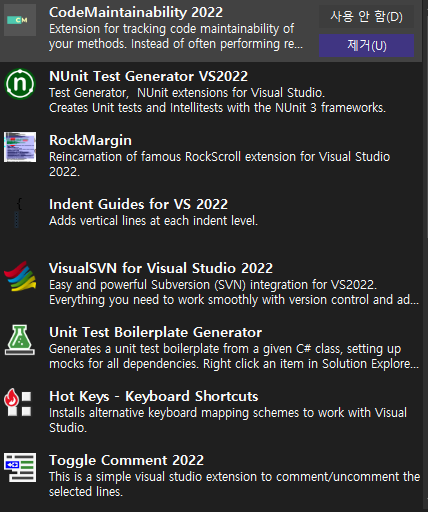 CodeMaintainability 2022
Extension for tracking code maintainability of
your methods. Instead of often performing re...
사용 안 함(D)
제거(U)
NUnit Test Generator VS2022
Test Generator,  NUnit extensions for Visual Studio.
Creates Unit tests and Intellitests with the NUnit 3 frameworks.
RockMargin
Reincarnation of famous RockScroll extension for Visual Studio
2022.
Indent Guides for VS 2022
Adds vertical lines at each indent level.
VisualSVN for Visual Studio 2022
Easy and powerful Subversion (SVN) integration for VS2022.
Everything you need to work smoothly with version control and ad...
Unit Test Boilerplate Generator
Generates a unit test boilerplate from a given C# class, setting up
mocks for all dependencies. Right click an item in Solution Explore...
Hot Keys - Keyboard Shortcuts
Installs alternative keyboard mapping schemes to work with Visual
Studio.
Toggle Comment 2022
This is a simple visual studio extension to comment/uncomment the
selected lines.